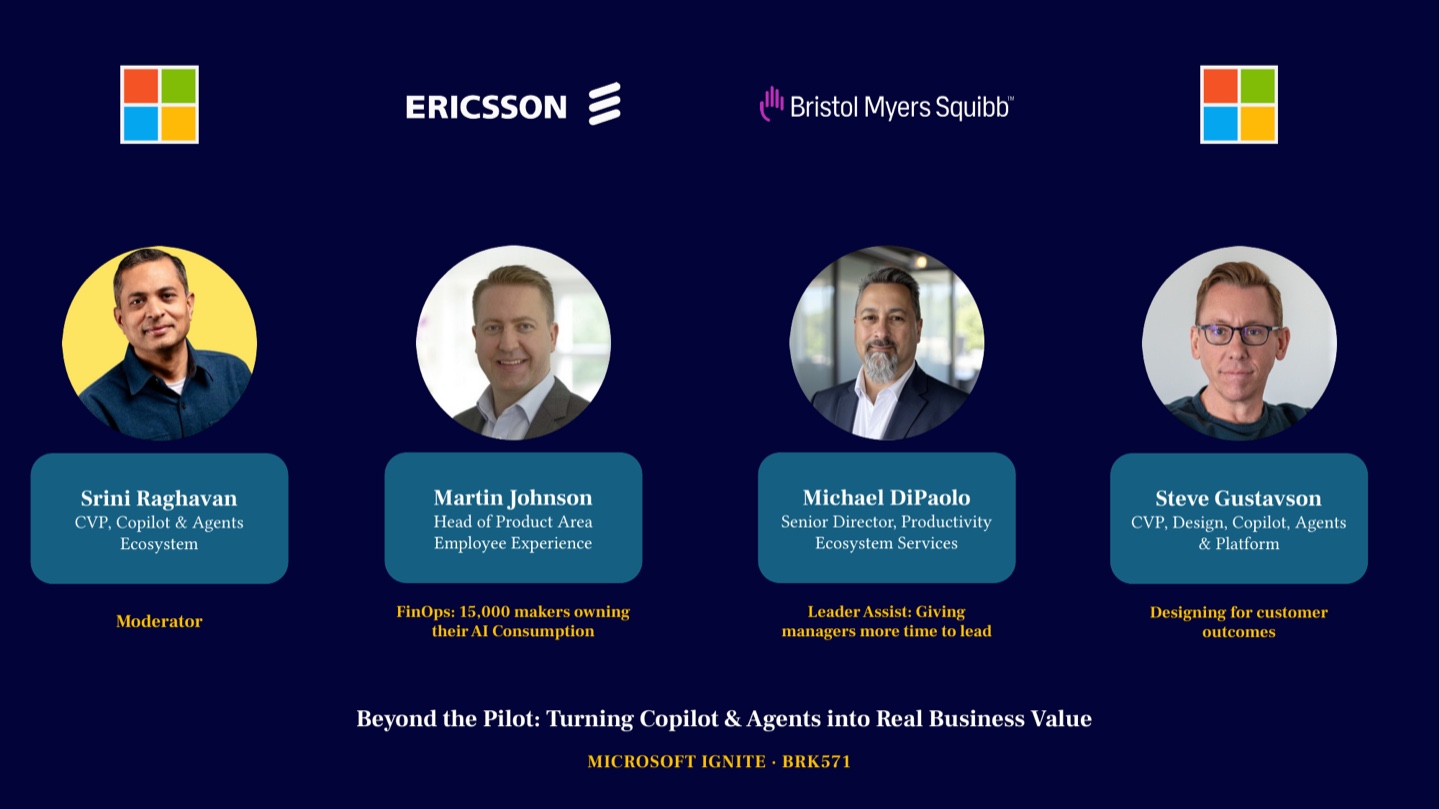 ERICSSON
Bristol Myers Squibb™
Srini Raghavan
CVP, Copilot & Agents
Ecosystem
Moderator
Martin Johnson
Head of Product Area
Employee Experience
FinOps: 15,000 makers owning
their AI Consumption
Michael DiPaolo
Senior Director, Productivity
Ecosystem Services
Leader Assist: Giving
managers more time to lead
Steve Gustavson
CVP, Design, Copilot, Agents
& Platform
Designing for customer
outcomes
Beyond the Pilot: Turning Copilot & Agents into Real Business Value
MICROSOFT IGNITE · BRK571